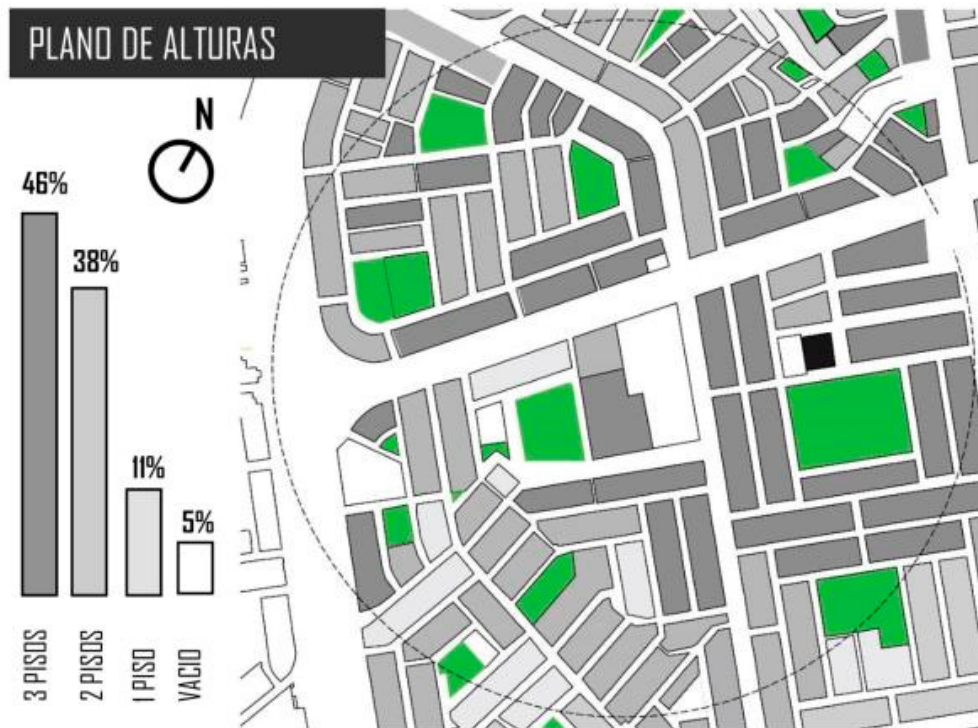 PLANO DE ALTURAS
N
46%
38%
11%
5%
3 PISOS
2 PISOS
1 PISO
VACIO